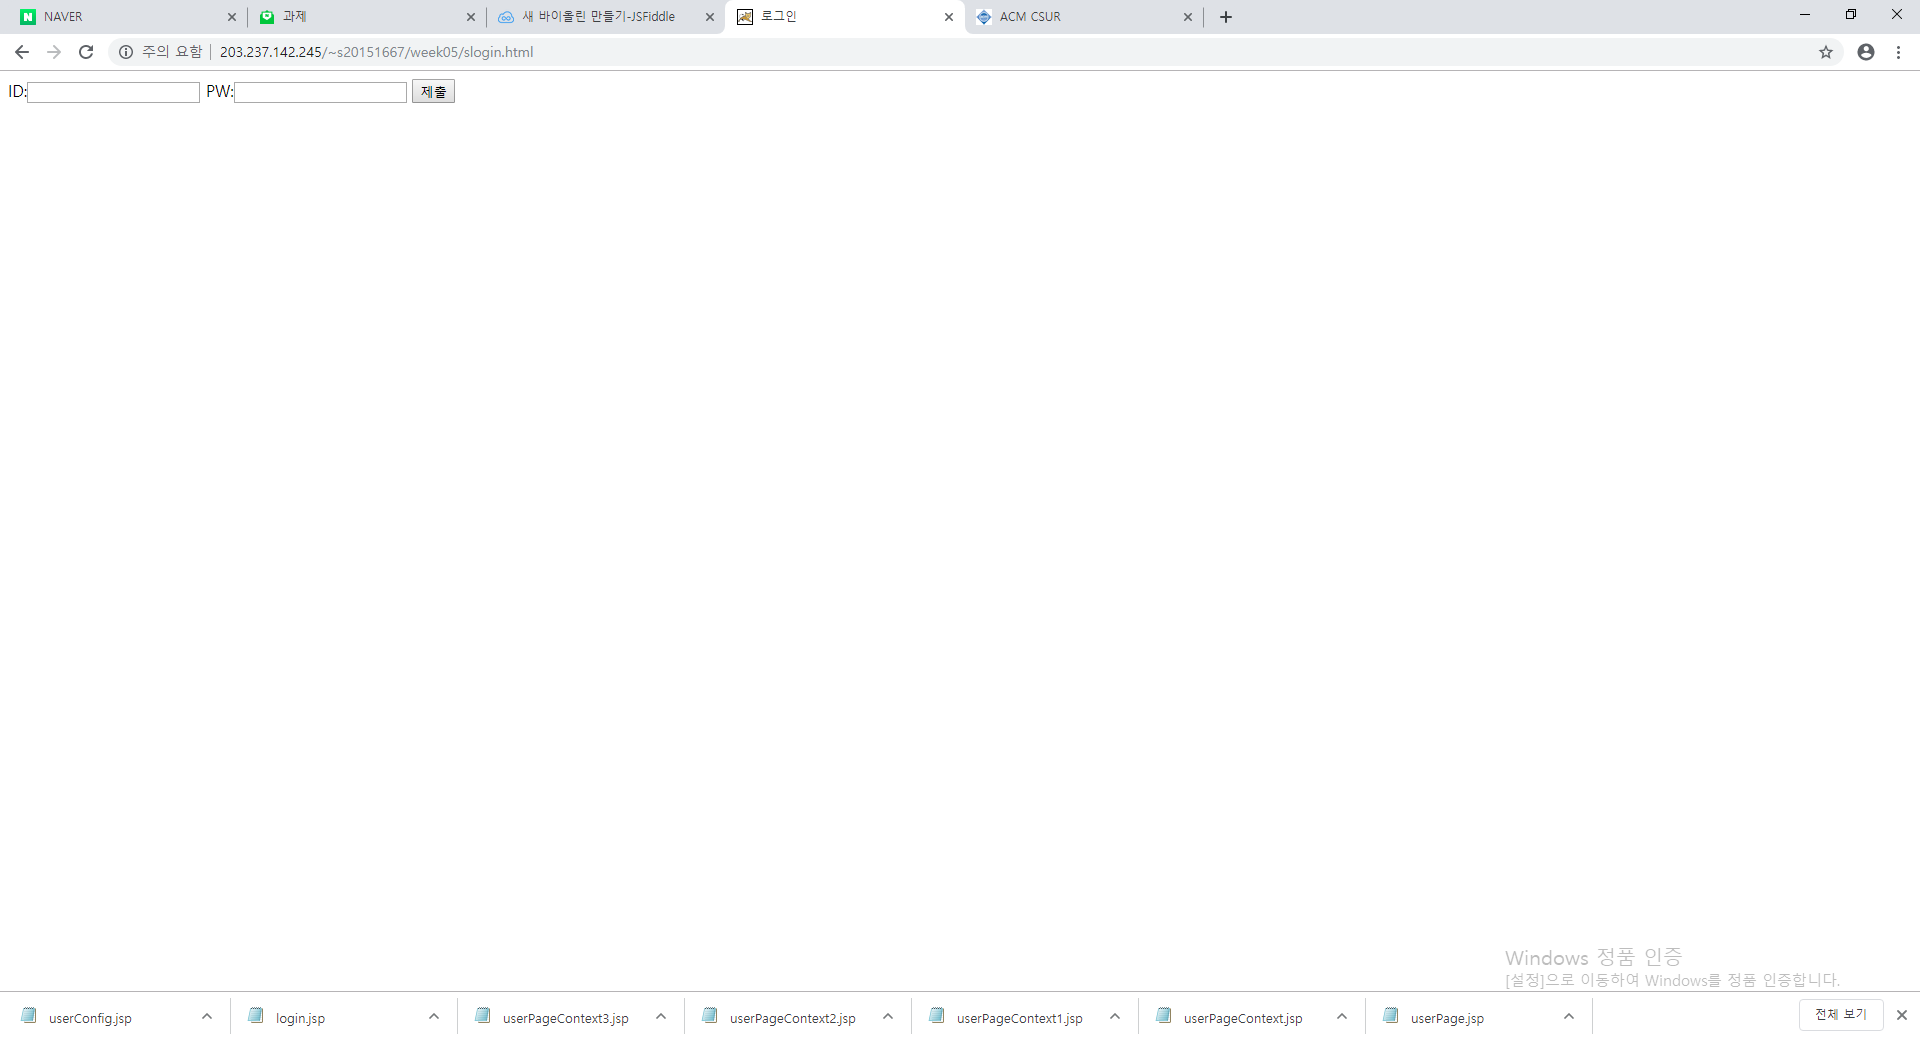 NAVER 과제 새 바이올린 만들기-JSFiddle 로그인 ACM CSUR
주의 요함 203.237.142.245/~s20151667/week05/slogin.html
ID: PW: 제출
Windows 정품 인증
[설정]으로 이동하여 Windows를 정품 인증합니다.
userConfig.jsp login.jsp userPageContext3.jsp userPageContext2.jsp userPageContext1.jsp userPageContext.jsp userPage.jsp 전체 보기